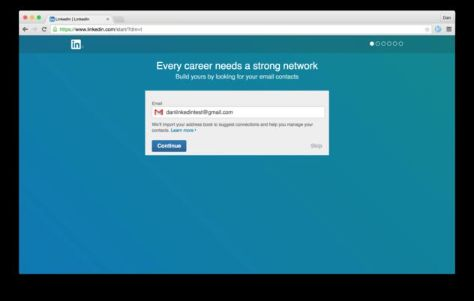 LinkedIn | LinkedIn
Dan
https://www.linkedin.com
in
Every career needs a strong network
Build yours by looking for your email contacts
Email
danlinkedintest@gmail.com
We'll import your address book to suggest connections and help you manage your
contacts. Learn more
Continue
Skip